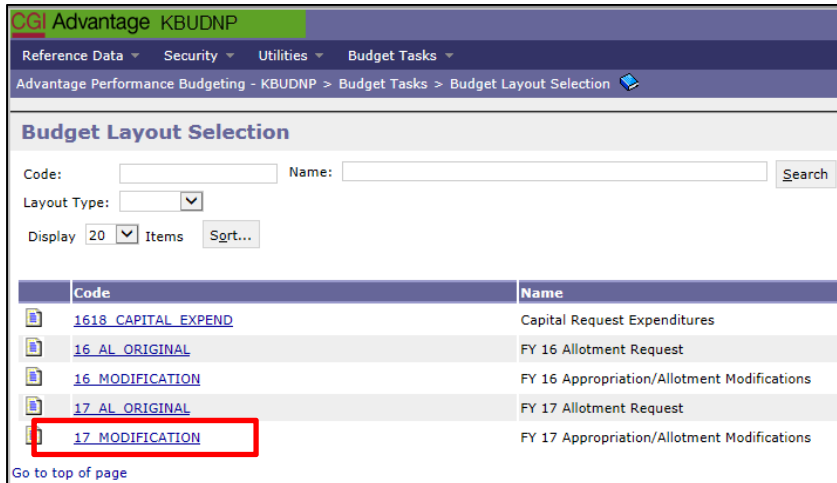 CGI Advantage KBUDNP
Reference Data Security Utilities Budget Tasks
Advantage Performance Budgeting - KBUDNP > Budget Tasks > Budget Layout Selection
Budget Layout Selection
Code: Name: Search
Layout Type:
Display 20 Items Sort...
Code Name
1618_CAPITAL_EXPEND Capital Request Expenditures
16_AL_ORIGINAL FY 16 Allotment Request
16_MODIFICATION FY 16 Appropriation/Allotment Modifications
17_AL_ORIGINAL FY 17 Allotment Request
17_MODIFICATION FY 17 Appropriation/Allotment Modifications
Go to top of page